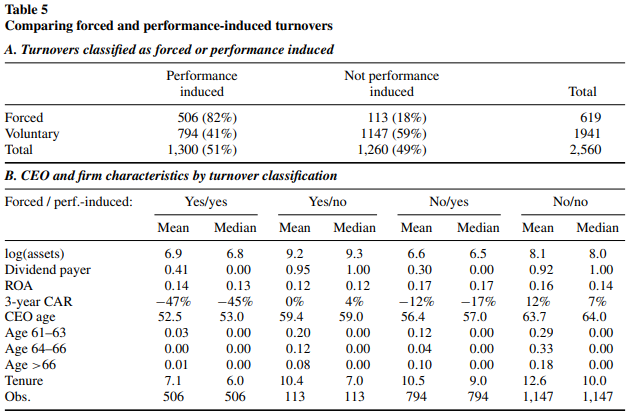 Table 5
Comparing forced and performance-induced turnovers
A. Turnovers classified as forced or performance induced
Performance induced Not performance induced Total
Forced 506 (82%) 113 (18%) 619
Voluntary 794 (41%) 1147 (59%) 1941
Total 1,300 (51%) 1,260 (49%) 2,560
B. CEO and firm characteristics by turnover classification
Forced / perf.-induced: Yes/yes Yes/no No/yes No/no
Mean Median Mean Median Mean Median Mean Median
log(assets) 6.9 6.8 9.2 9.3 6.6 6.5 8.1 8.0
Dividend payer 0.41 0.00 0.95 1.00 0.30 0.00 0.92 1.00
ROA 0.14 0.13 0.12 0.12 0.17 0.17 0.16 0.14
3-year CAR −47% −45% 0% 4% −12% −17% 12% 7%
CEO age 52.5 53.0 59.4 59.0 56.4 57.0 63.7 64.0
Age 61–63 0.03 0.00 0.20 0.00 0.12 0.00 0.29 0.00
Age 64–66 0.00 0.00 0.12 0.00 0.04 0.00 0.33 0.00
Age >66 0.01 0.00 0.08 0.00 0.10 0.00 0.18 0.00
Tenure 7.1 6.0 10.4 7.0 10.5 9.0 12.6 10.0
Obs. 506 506 113 113 794 794 1,147 1,147